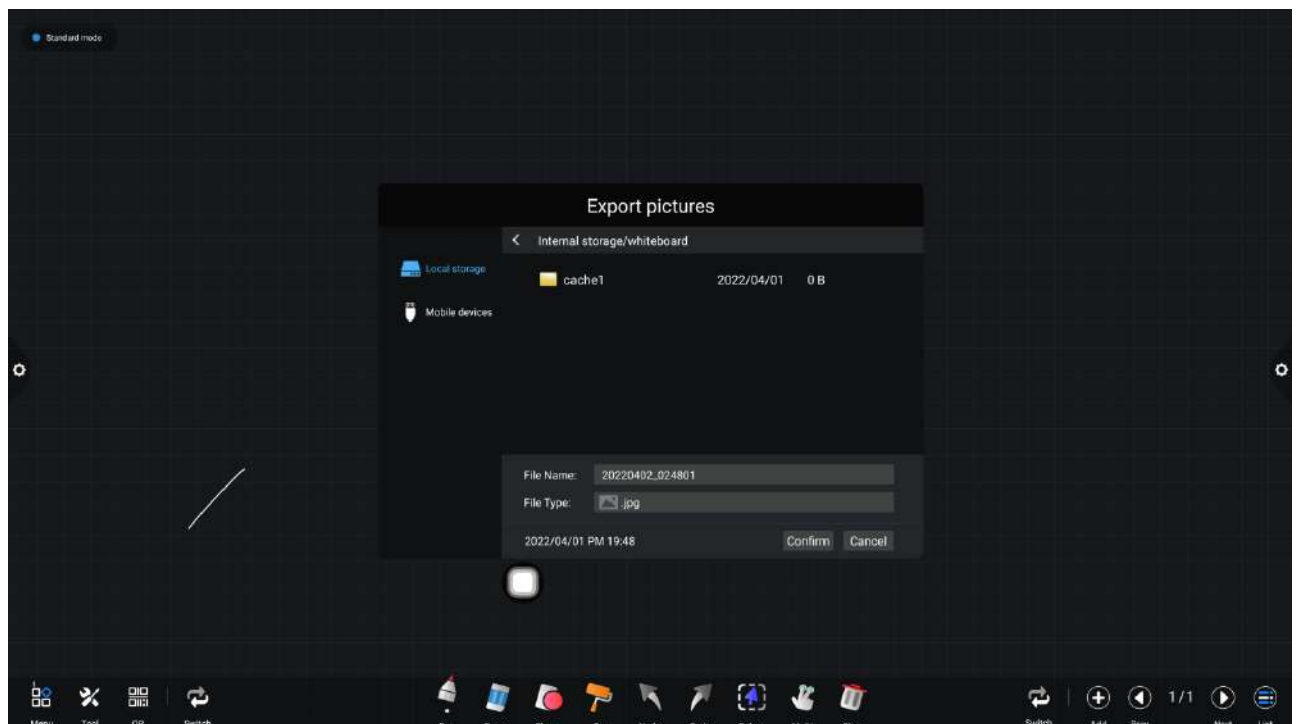 Standard mode
Export pictures
Internal storage/whiteboard
Local storage
cache1 2022/04/01 0 B
Mobile devices
File Name: 20220402_024801
File Type: .jpg
2022/04/01 PM 19:48 Confirm Cancel
1/1
Menu Tool QR Switch
Switch Add Prev Next List